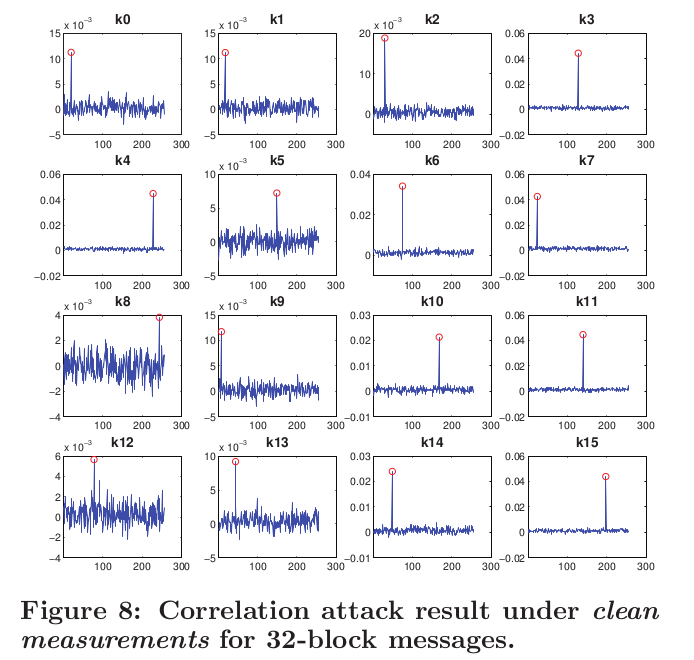 k0 k1 k2 k3
x 10⁻³ x 10⁻³ x 10⁻³
15 15 20 0.06
10 10 0.04
5 5 10 0.02
0 0 0 0
−5 −5 −0.02
100 200 300 100 200 300 100 200 300 100 200 300
k4 k5 k6 k7
x 10⁻³
0.06 10 0.04 0.06
0.04 5 0.02 0.04
0.02 0 0 0.02
0 0
−0.02 −5 −0.02
100 200 300 100 200 300 100 200 300 100 200 300
k8 k9 k10 k11
x 10⁻³ x 10⁻³
4 15 0.03 0.06
2 10 0.02 0.04
0 5 0.01 0.02
−2 0 0 0
−4 −5 −0.01 −0.02
100 200 300 100 200 300 100 200 300 100 200 300
k12 k13 k14 k15
x 10⁻³ x 10⁻³
6 10 0.03 0.06
4 5 0.02 0.04
2 0.01 0.02
0 0 0 0
−2
−4 −5 −0.01 −0.02
100 200 300 100 200 300 100 200 300 100 200 300
Figure 8: Correlation attack result under clean
measurements for 32-block messages.